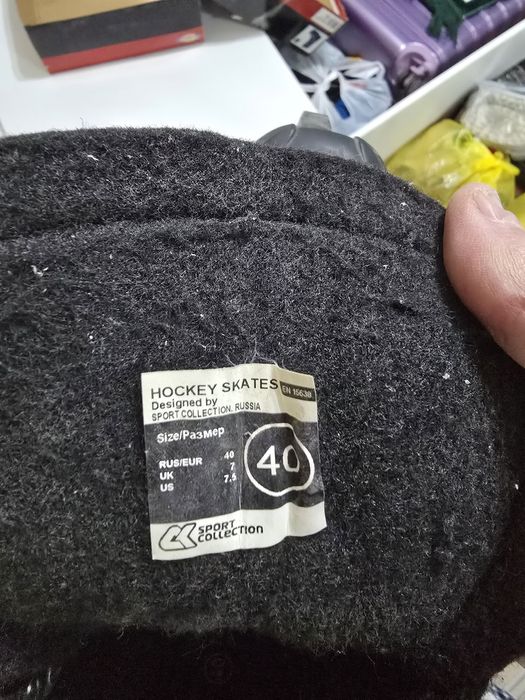 HOCKEY SKATES EN 15638
Designed by
SPORT COLLECTION. RUSSIA
Size/Размер
RUS/EUR 40
UK 7
US 7,5
40
CK SPORT
COLLECTION